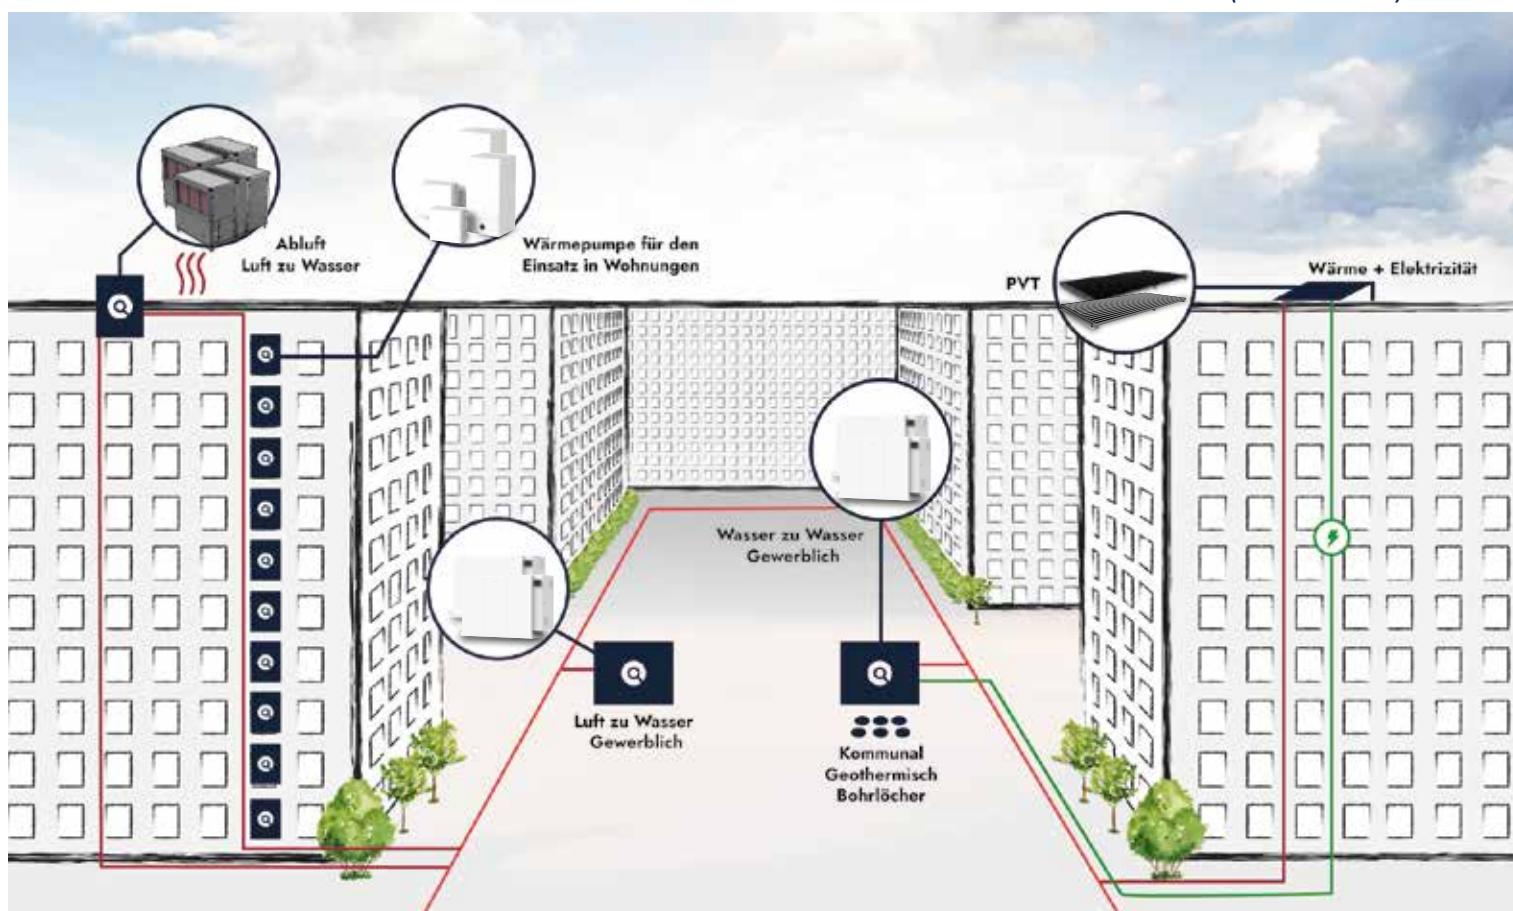 Abluft
Luft zu Wasser
Wärmepumpe für den
Einsatz in Wohnungen
PVT
Wärme + Elektrizität
Wasser zu Wasser
Gewerblich
Luft zu Wasser
Gewerblich
Kommunal
Geothermisch
Bohrlöcher